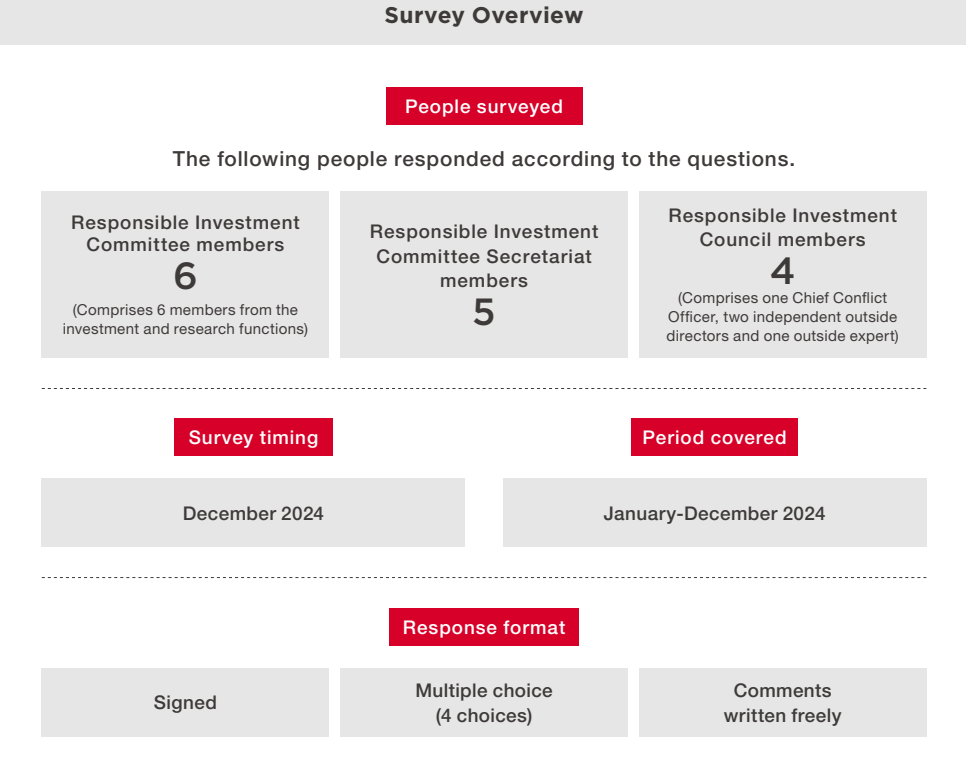 Survey Overview
People surveyed
The following people responded according to the questions.
Responsible Investment
Committee members
6
(Comprises 6 members from the
investment and research functions)
Responsible Investment
Committee Secretariat
members
5
Responsible Investment
Council members
4
(Comprises one Chief Conflict
Officer, two independent outside
directors and one outside expert)
Survey timing
December 2024
Period covered
January-December 2024
Response format
Signed
Multiple choice
(4 choices)
Comments
written freely